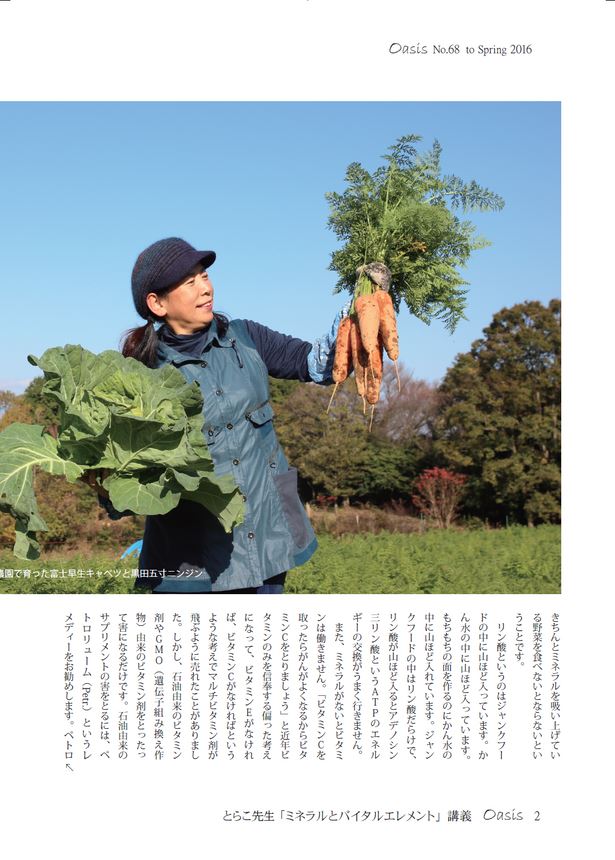 Oasis No.68 to Spring 2016
農園で育った富士早生キャベツと黒田五寸ニンジン
きちんとミネラルを吸い上げてい
る野菜を食べないとならないとい
うことです。
リン酸というのはジャンクフー
ドの中に山ほど入っています。か
ん水の中に山ほど入っています。
もちもちの面を作るのにかん水の
中に山ほど入れています。ジャン
クフードの中はリン酸だらけで、
リン酸が山ほど入るとアデノシン
三リン酸というATPのエネル
ギーの交換がうまく行きません。
また、ミネラルがないとビタミ
ンは働きません。「ビタミンCを
取ったらがんがよくなるからビタ
ミンCをとりましょう」と近年ビ
タミンのみを信奉する偏った考え
になって、ビタミンEがなけれ
ば、ビタミンCがなければという
ような考えでマルチビタミン剤が
飛ぶように売れたことがありまし
た。しかし、石油由来のビタミン
剤やGMO(遺伝子組み換え作
物)由来のビタミン剤をとったっ
て害になるだけです。石油由来の
サプリメントの害をとるには、ペ
トロリューム(Petr.)というレ
メディーをお勧めします。ペトロ
とらこ先生「ミネラルとバイタルエレメント」講義 Oasis 2